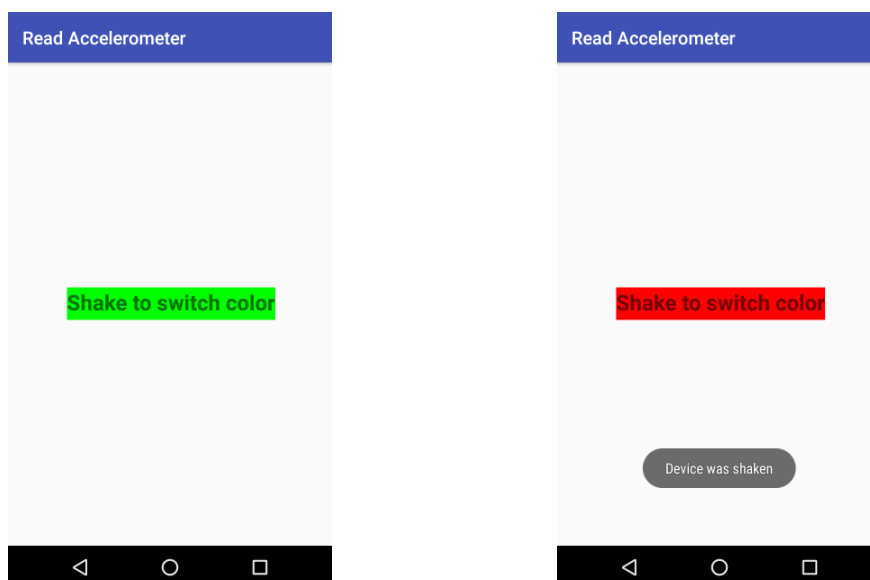 Read Accelerometer
Shake to switch color
Read Accelerometer
Shake to switch color
Device was shaken